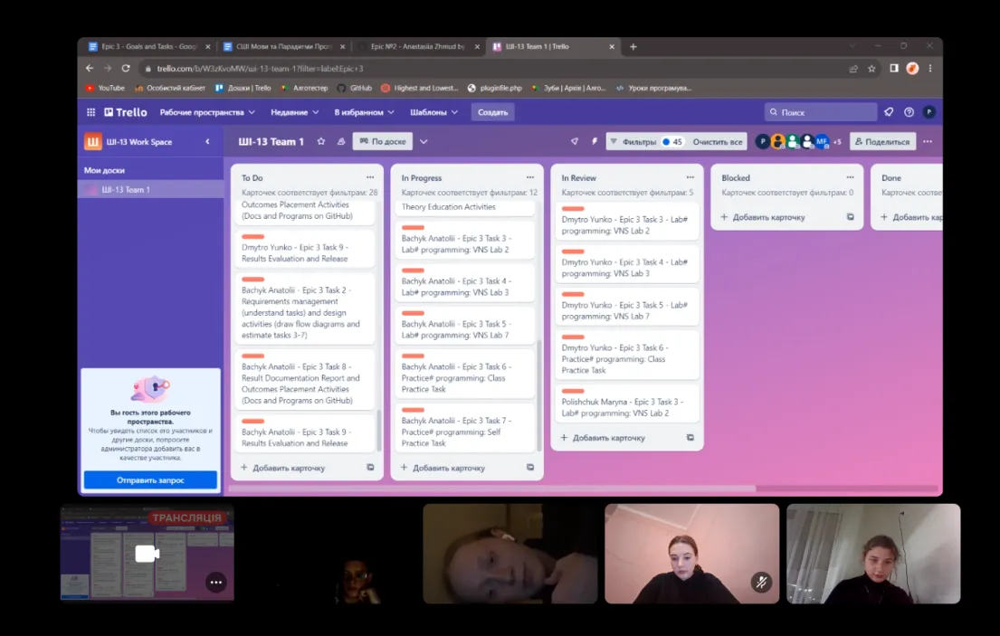 Epic 3 - Goals and Tasks - Goog
СШІ Мови та Парадигми Прог
Epic №2 - Anastasiia Zhmud by
ШІ-13 Team 1 | Trello
trello.com/b/W3zKvoMW/ші-13-team-1?filter=label:Epic+3
YouTube
Особистий кабінет
Дошки | Trello
Алготестер
GitHub
Highest and Lowest...
pluginfile.php
Зуби | Архів | Алго...
Уроки програмува...
Trello
Рабочие пространства
Недавние
В избранном
Шаблоны
Создать
Поиск
P
Ш
ШІ-13 Work Space
ШІ-13 Team 1
По доске
Фильтры
45
Очистить все
P
MF
+5
Поделиться
Мои доски
ШІ-13 Team 1
Вы гость этого рабочего
пространства.
Чтобы увидеть список его участников и
другие доски, попросите
администратора добавить вас в
качестве участника.
Отправить запрос
To Do
Карточек соответствует фильтрам: 28
Outcomes Placement Activities
(Docs and Programs on GitHub)
Dmytro Yunko - Epic 3 Task 9 -
Results Evaluation and Release
Bachyk Anatolii - Epic 3 Task 2 -
Requirements management
(understand tasks) and design
activities (draw flow diagrams and
estimate tasks 3-7)
Bachyk Anatolii - Epic 3 Task 8 -
Result Documentation Report and
Outcomes Placement Activities
(Docs and Programs on GitHub)
Bachyk Anatolii - Epic 3 Task 9 -
Results Evaluation and Release
Добавить карточку
In Progress
Карточек соответствует фильтрам: 12
Theory Education Activities
Bachyk Anatolii - Epic 3 Task 3 -
Lab# programming: VNS Lab 2
Bachyk Anatolii - Epic 3 Task 4 -
Lab# programming: VNS Lab 3
Bachyk Anatolii - Epic 3 Task 5 -
Lab# programming: VNS Lab 7
Bachyk Anatolii - Epic 3 Task 6 -
Practice# programming: Class
Practice Task
Bachyk Anatolii - Epic 3 Task 7 -
Practice# programming: Self
Practice Task
Добавить карточку
In Review
Карточек соответствует фильтрам: 5
Dmytro Yunko - Epic 3 Task 3 - Lab#
programming: VNS Lab 2
Dmytro Yunko - Epic 3 Task 4 - Lab#
programming: VNS Lab 3
Dmytro Yunko - Epic 3 Task 5 - Lab#
programming: VNS Lab 7
Dmytro Yunko - Epic 3 Task 6 -
Practice# programming: Class
Practice Task
Polishchuk Maryna - Epic 3 Task 3 -
Lab# programming: VNS Lab 2
Добавить карточку
Blocked
Карточек соответствует фильтрам: 0
Добавить карточку
Done
Карточек соотве
Добавить кар
ТРАНСЛЯЦІЯ